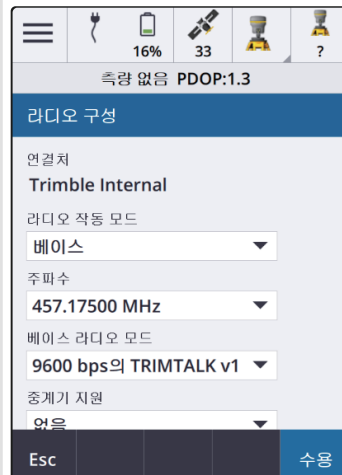 16%
33
?
측량 없음 PDOP:1.3
라디오 구성
연결처
Trimble Internal
라디오 작동 모드
베이스
주파수
457.17500 MHz
베이스 라디오 모드
9600 bps의 TRIMTALK v1
중계기 지원
없음
Esc
수용